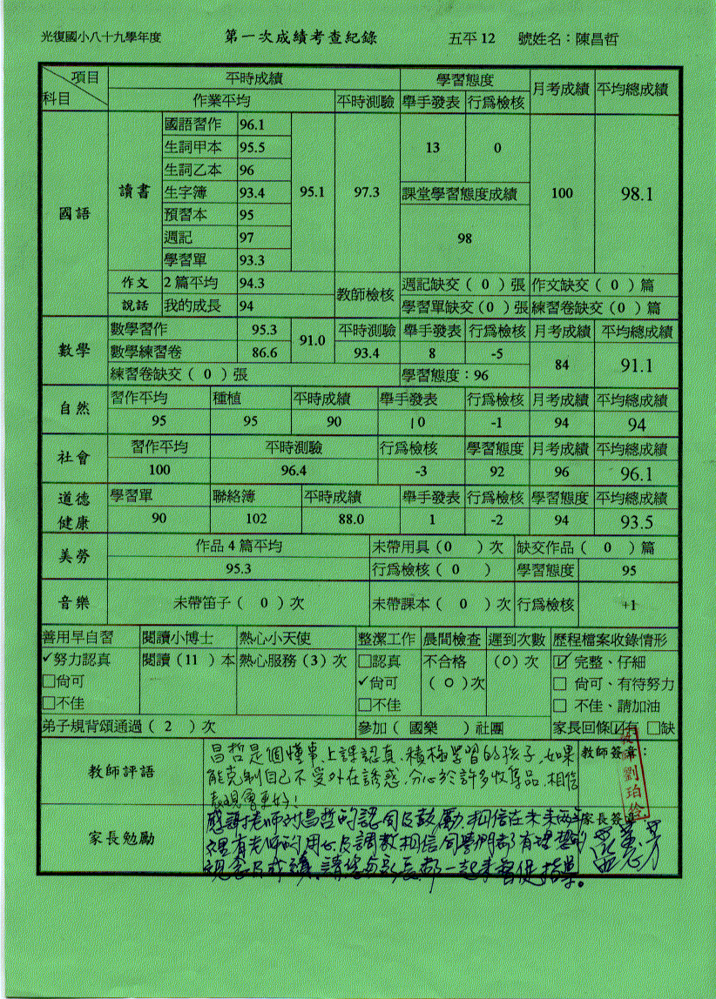 光復國小八十九學年度 第一次成績考查紀錄 五平 12 號姓名：陳昌哲
項目 科目 平時成績 學習態度 月考成績 平均總成績
作業平均 平時測驗 舉手發表 行為檢核
國語 讀書 國語習作 96.1 95.1 97.3 13 0 100 98.1
生詞甲本 95.5
生詞乙本 96
生字簿 93.4 課堂學習態度成績
預習本 95
週記 97 98
學習單 93.3
作文 2 篇平均 94.3 教師檢核 週記缺交（ 0 ）張 作文缺交（ 0 ）篇
說話 我的成長 94 學習單缺交（0 ）張 練習卷缺交（ 0 ）篇
數學 數學習作 95.3 91.0 平時測驗 舉手發表 行為檢核 月考成績 平均總成績
數學練習卷 86.6 93.4 8 -5 84 91.1
練習卷缺交（ 0 ）張 學習態度：96
自然 習作平均 種植 平時成績 舉手發表 行為檢核 月考成績 平均總成績
95 95 90 10 -1 94 94
社會 習作平均 平時測驗 行為檢核 學習態度 月考成績 平均總成績
100 96.4 -3 92 96 96.1
道德健康 學習單 聯絡簿 平時成績 舉手發表 行為檢核 學習態度 平均總成績
90 102 88.0 1 -2 94 93.5
美勞 作品 4 篇平均 未帶用具（0 ）次 缺交作品（ 0 ）篇
95.3 行為檢核（ 0 ） 學習態度 95
音樂 未帶笛子（ 0 ）次 未帶課本（ 0 ）次 行為檢核 +1
善用早自習 閱讀小博士 熱心小天使 整潔工作 晨間檢查 遲到次數 歷程檔案收錄情形
✓努力認真 閱讀（11 ）本 熱心服務（3）次 □認真 不合格 （0）次 ☑ 完整、仔細
□尚可 ✓尚可 （ 0 ）次 □ 尚可、有待努力
□不佳 □不佳 □ 不佳、請加油
弟子規背頌通過（ 2 ）次 參加（ 國樂 ）社團 家長回條☑有 □缺
教師評語 昌哲是個懂事、上課認真、積極學習的孩子，如果 教師簽章：
能克制自己不受外在誘惑，分心於許多收集品，相信
表現會更好！
劉珀伶
家長勉勵 感謝老師對昌哲的認同及鼓勵，相信在未來兩年 家長簽章
裡有老師的用心及調教相信同學們都有理想的
觀念及成績，請您每 一起來督促指導。